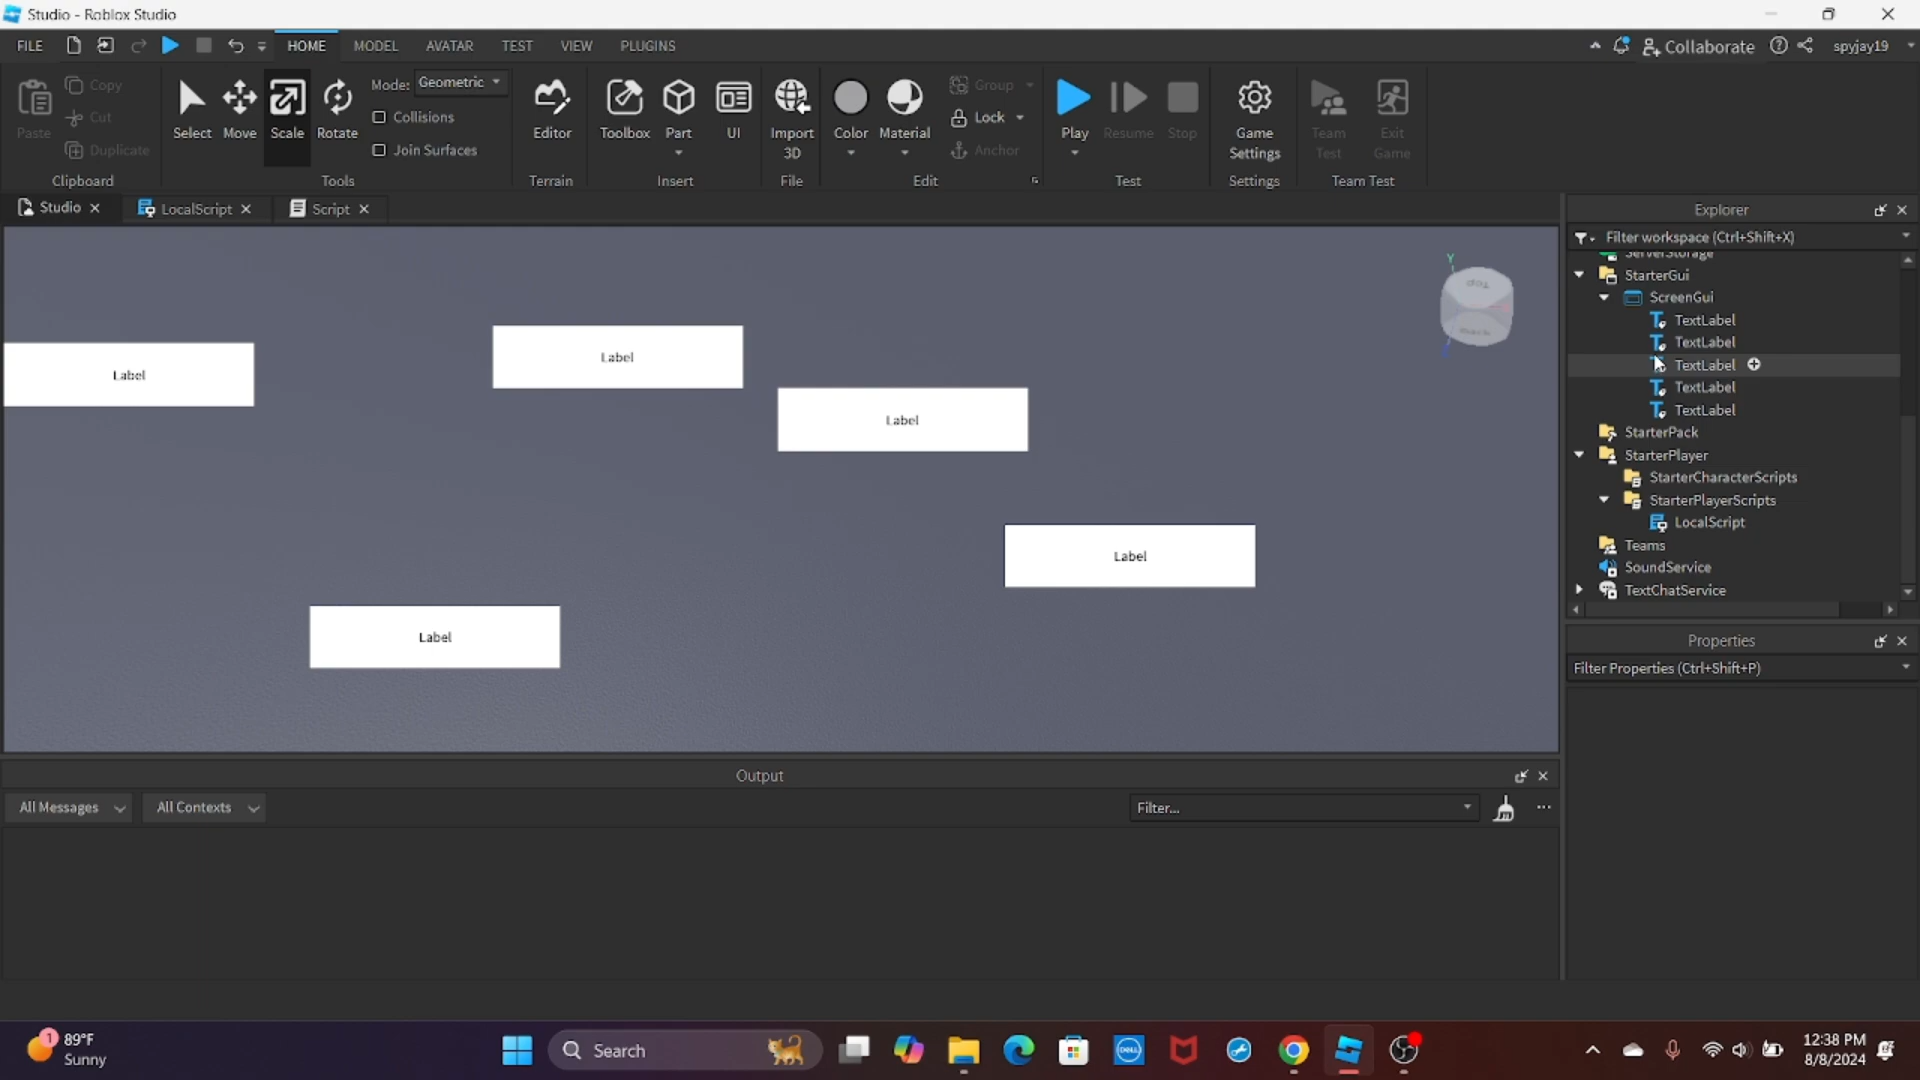 Studio - Roblox Studio
FILE HOME MODEL AVATAR TEST VIEW PLUGINS Collaborate spyjay19
Paste Copy Cut Duplicate
Clipboard
Select Move Scale Rotate
Mode: Geometric
Collisions
Join Surfaces
Tools
Editor
Terrain
Toolbox Part UI
Insert
Import 3D
File
Color Material
Group
Lock
Anchor
Edit
Play Resume Stop
Test
Game Settings
Settings
Team Test Exit Game
Team Test
Studio LocalScript Script
Label
Label
Label
Label
Label
Top
Y
Explorer
Filter workspace (Ctrl+Shift+X)
ServerStorage
StarterGui
ScreenGui
TextLabel
TextLabel
TextLabel
TextLabel
TextLabel
StarterPack
StarterPlayer
StarterCharacterScripts
StarterPlayerScripts
LocalScript
Teams
SoundService
TextChatService
Properties
Filter Properties (Ctrl+Shift+P)
Output
All Messages All Contexts Filter...
1 89°F
Sunny
Search
DELL
12:38 PM
8/8/2024